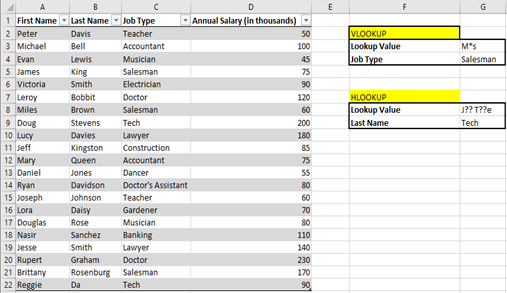 A B C D E F G
1 First Name Last Name Job Type Annual Salary (in thousands)
2 Peter Davis Teacher 50 VLOOKUP
3 Michael Bell Accountant 100 Lookup Value M*s
4 Evan Lewis Musician 45 Job Type Salesman
5 James King Salesman 75
6 Victoria Smith Electrician 90
7 Leroy Bobbit Doctor 120 HLOOKUP
8 Miles Brown Salesman 60 Lookup Value J?? T??e
9 Doug Stevens Tech 200 Last Name Tech
10 Lucy Davies Lawyer 180
11 Jeff Kingston Construction 85
12 Mary Queen Accountant 75
13 Daniel Jones Dancer 55
14 Ryan Davidson Doctor's Assistant 80
15 Joseph Johnson Teacher 60
16 Lora Daisy Gardener 70
17 Douglas Rose Musician 80
18 Nasir Sanchez Banking 110
19 Jesse Smith Lawyer 140
20 Rupert Graham Doctor 230
21 Brittany Rosenburg Salesman 170
22 Reggie Da Tech 90